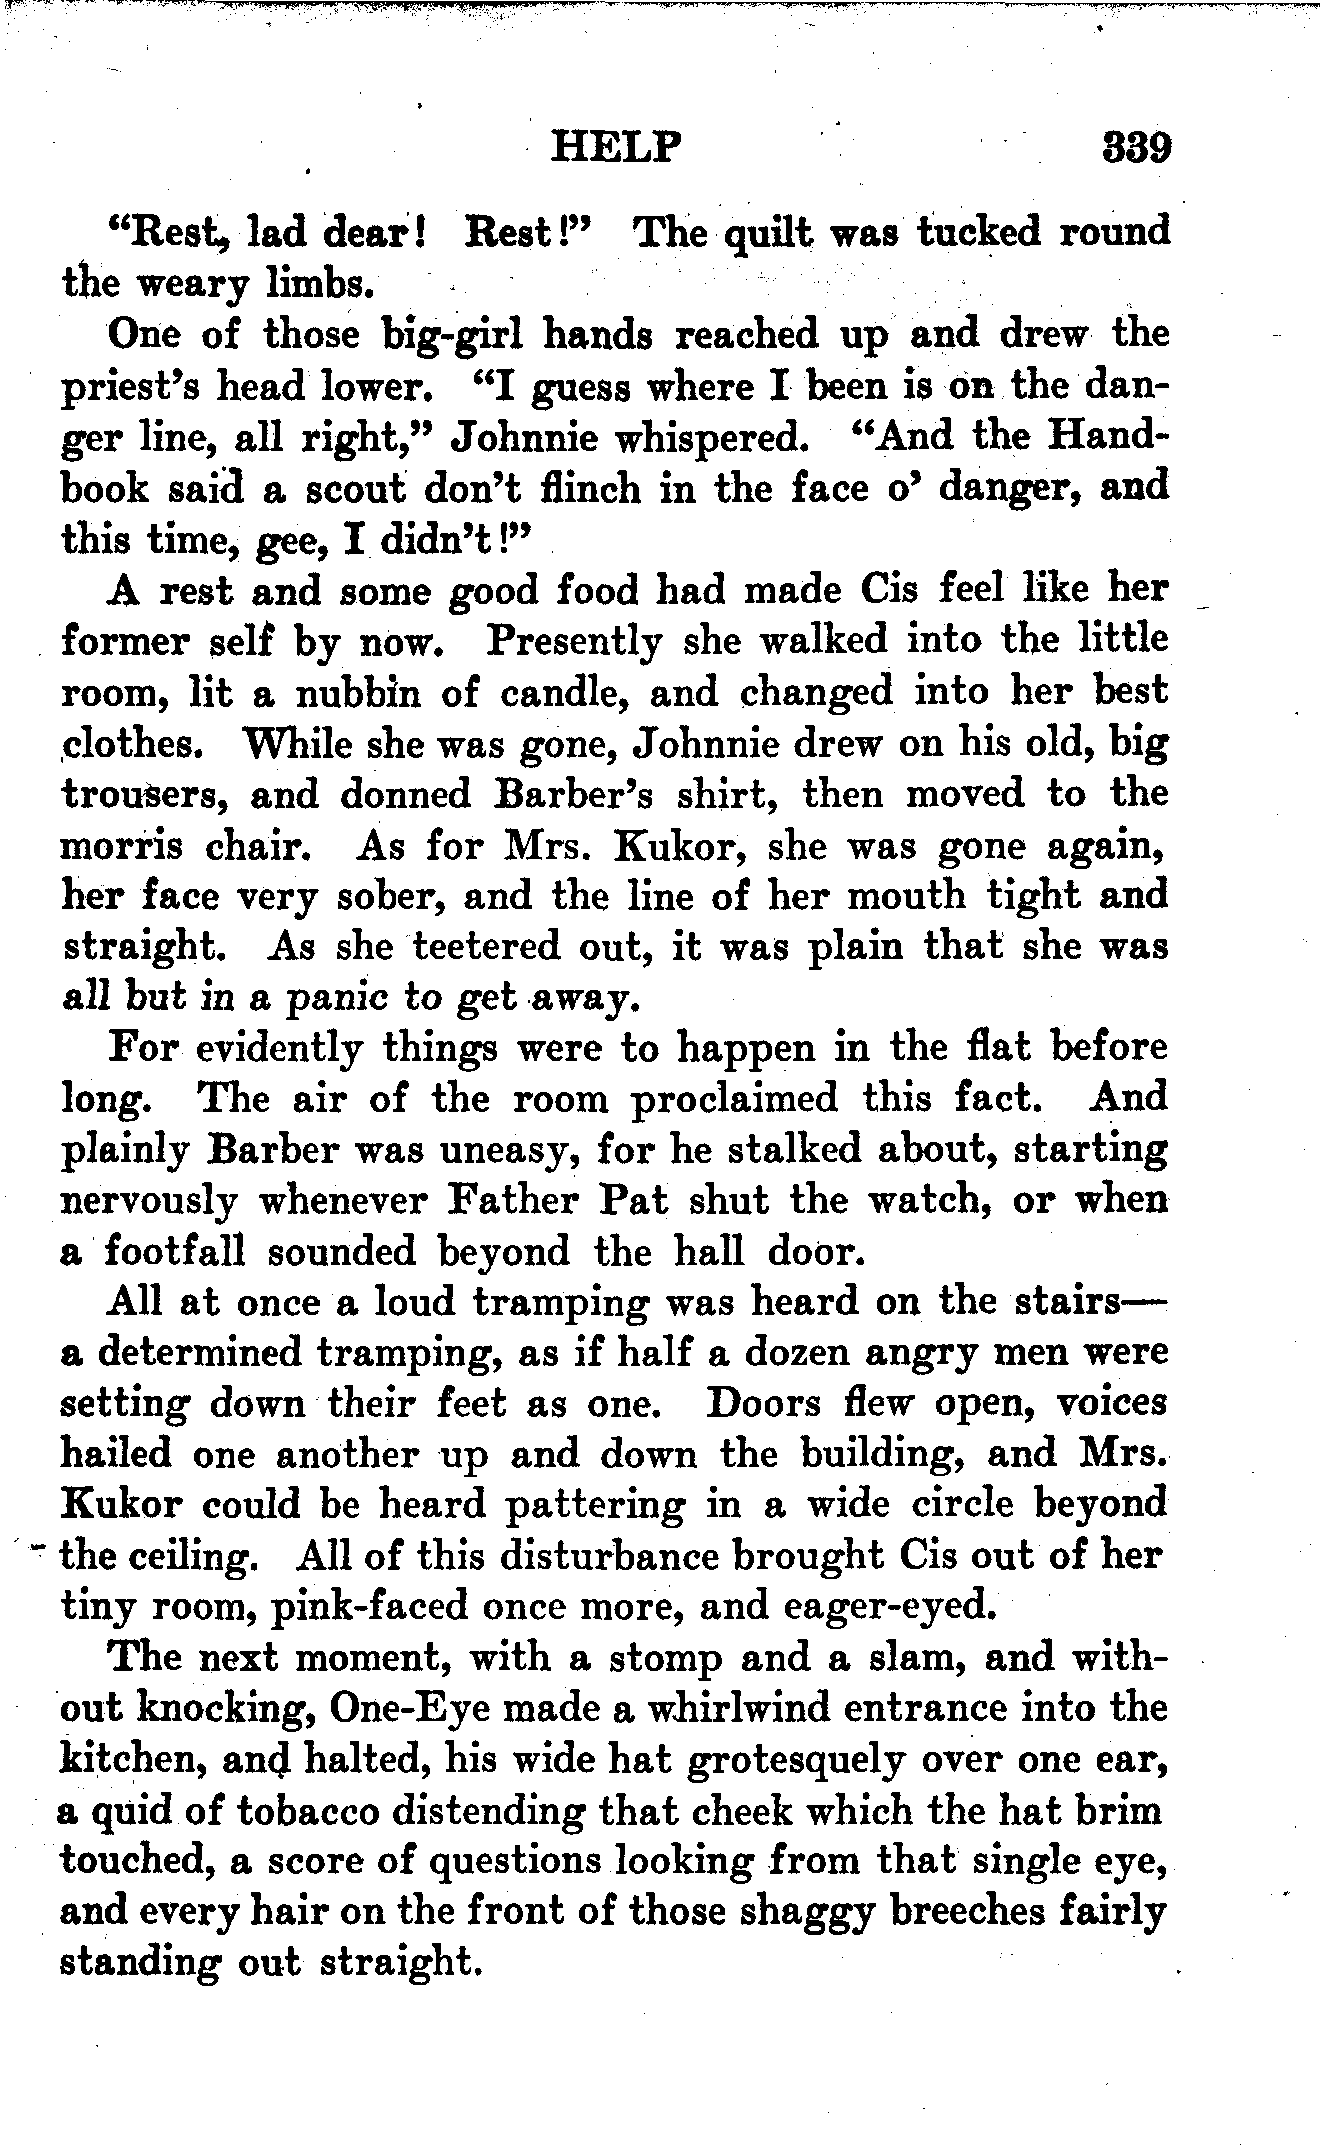 HELP 339
“Rest, lad dear! Rest!” The quilt was tucked round
the weary limbs.
One of those big-girl hands reached up and drew the
priest’s head lower. “I guess where I been is on the dan-
ger line, all right,” Johnnie whispered. “And the Hand-
book said a scout don’t flinch in the face o’ danger, and
this time, gee, I didn’t!”
A rest and some good food had made Cis feel like her
former self by now. Presently she walked into the little
room, lit a nubbin of candle, and changed into her best
clothes. While she was gone, Johnnie drew on his old, big
trousers, and donned Barber’s shirt, then moved to the
morris chair. As for Mrs. Kukor, she was gone again,
her face very sober, and the line of her mouth tight and
straight. As she teetered out, it was plain that she was
all but in a panic to get away.
For evidently things were to happen in the flat before
long. The air of the room proclaimed this fact. And
plainly Barber was uneasy, for he stalked about, starting
nervously whenever Father Pat shut the watch, or when
a footfall sounded beyond the hall door.
All at once a loud tramping was heard on the stairs—
a determined tramping, as if half a dozen angry men were
setting down their feet as one. Doors flew open, voices
hailed one another up and down the building, and Mrs.
Kukor could be heard pattering in a wide circle beyond
the ceiling. All of this disturbance brought Cis out of her
tiny room, pink-faced once more, and eager-eyed.
The next moment, with a stomp and a slam, and with-
out knocking, One-Eye made a whirlwind entrance into the
kitchen, and halted, his wide hat grotesquely over one ear,
a quid of tobacco distending that cheek which the hat brim
touched, a score of questions looking from that single eye,
and every hair on the front of those shaggy breeches fairly
standing out straight.